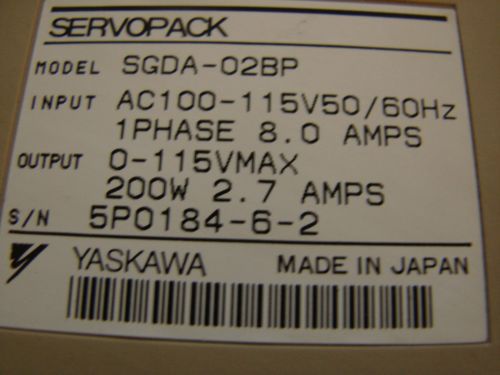 SERVOPACK
MODEL SGDA-02BP
INPUT AC100-115V50/60Hz
1PHASE 8.0 AMPS
OUTPUT 0-115VMAX
200W 2.7 AMPS
S/N 5P0184-6-2
YASKAWA MADE IN JAPAN